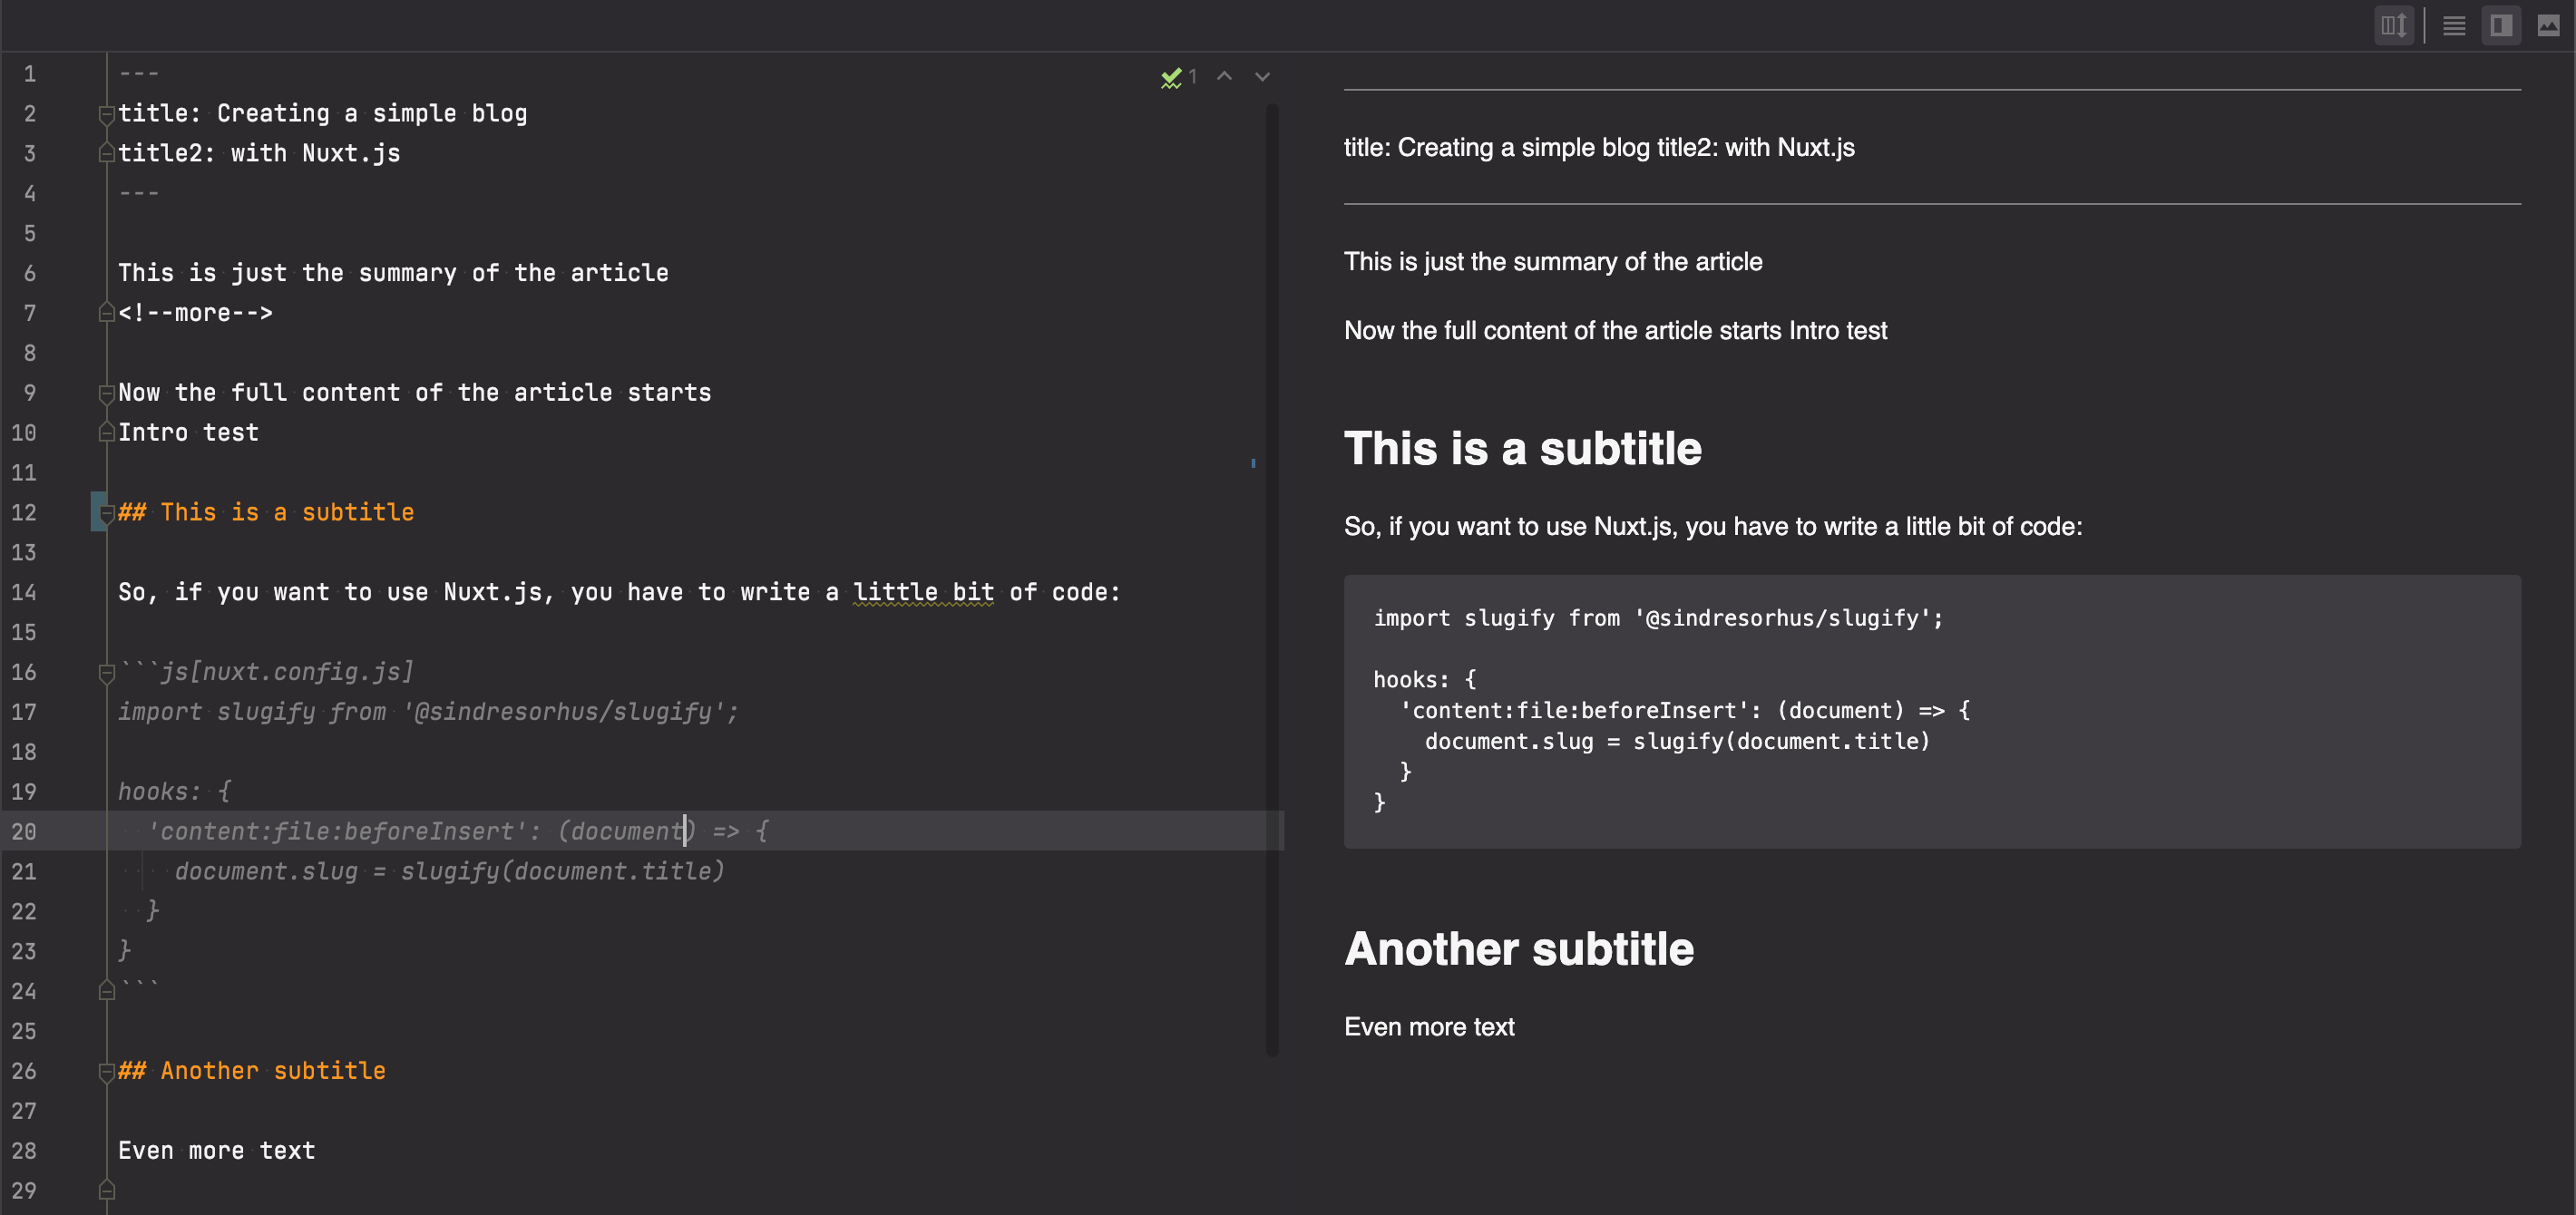 1 ---
2 title: Creating a simple blog
3 title2: with Nuxt.js
4 ---
5
6 This is just the summary of the article
7 <!--more-->
8
9 Now the full content of the article starts
10 Intro test
11
12 ## This is a subtitle
13
14 So, if you want to use Nuxt.js, you have to write a little bit of code:
15
16 ```js[nuxt.config.js]
17 import slugify from '@sindresorhus/slugify';
18
19 hooks: {
20   'content:file:beforeInsert': (document) => {
21     document.slug = slugify(document.title)
22   }
23 }
24 ```
25
26 ## Another subtitle
27
28 Even more text
29
1
title: Creating a simple blog title2: with Nuxt.js
This is just the summary of the article
Now the full content of the article starts Intro test
This is a subtitle
So, if you want to use Nuxt.js, you have to write a little bit of code:
import slugify from '@sindresorhus/slugify';
hooks: {
  'content:file:beforeInsert': (document) => {
    document.slug = slugify(document.title)
  }
}
Another subtitle
Even more text